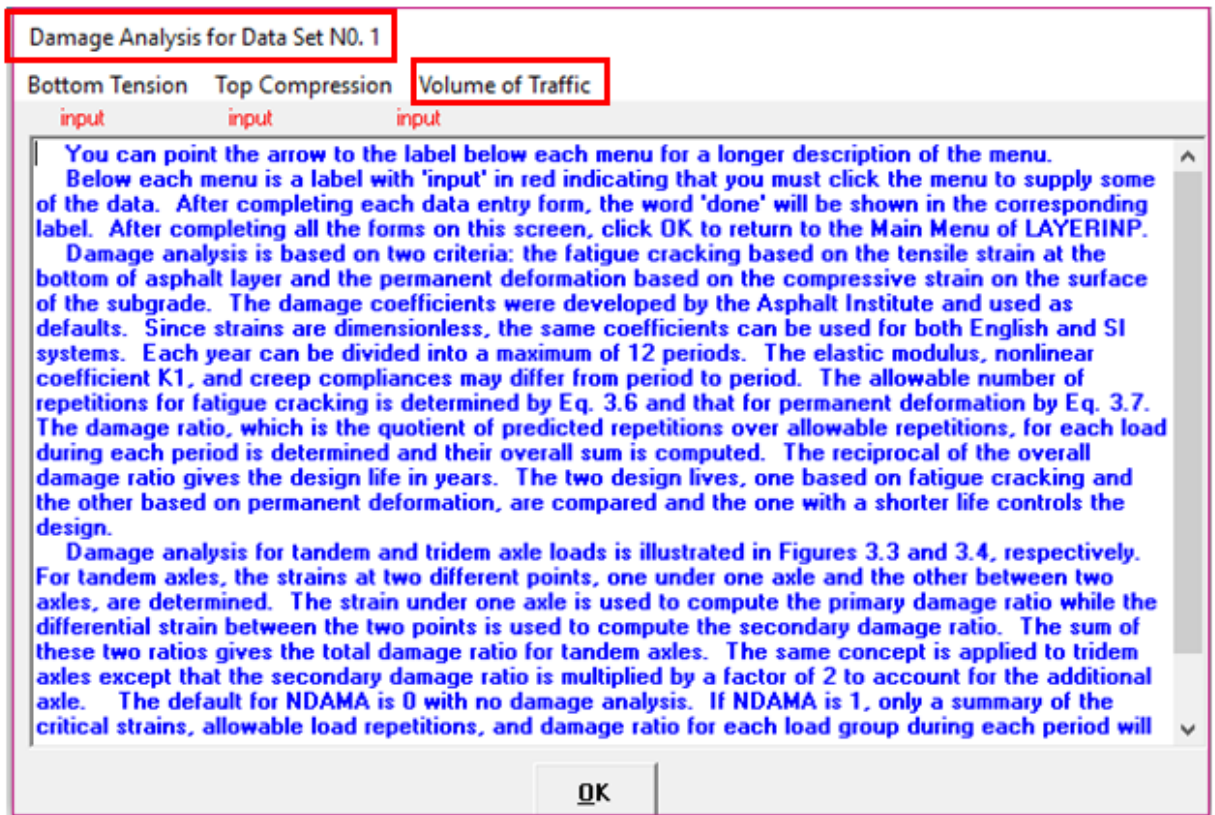 Damage Analysis for Data Set N0. 1
Bottom Tension Top Compression Volume of Traffic
input input input
You can point the arrow to the label below each menu for a longer description of the menu.
Below each menu is a label with 'input' in red indicating that you must click the menu to supply some
of the data. After completing each data entry form, the word 'done' will be shown in the corresponding
label. After completing all the forms on this screen, click OK to return to the Main Menu of LAYERINP.
Damage analysis is based on two criteria: the fatigue cracking based on the tensile strain at the
bottom of asphalt layer and the permanent deformation based on the compressive strain on the surface
of the subgrade. The damage coefficients were developed by the Asphalt Institute and used as
defaults. Since strains are dimensionless, the same coefficients can be used for both English and SI
systems. Each year can be divided into a maximum of 12 periods. The elastic modulus, nonlinear
coefficient K1, and creep compliances may differ from period to period. The allowable number of
repetitions for fatigue cracking is determined by Eq. 3.6 and that for permanent deformation by Eq. 3.7.
The damage ratio, which is the quotient of predicted repetitions over allowable repetitions, for each load
during each period is determined and their overall sum is computed. The reciprocal of the overall
damage ratio gives the design life in years. The two design lives, one based on fatigue cracking and
the other based on permanent deformation, are compared and the one with a shorter life controls the
design.
Damage analysis for tandem and tridem axle loads is illustrated in Figures 3.3 and 3.4, respectively.
For tandem axles, the strains at two different points, one under one axle and the other between two
axles, are determined. The strain under one axle is used to compute the primary damage ratio while the
differential strain between the two points is used to compute the secondary damage ratio. The sum of
these two ratios gives the total damage ratio for tandem axles. The same concept is applied to tridem
axles except that the secondary damage ratio is multiplied by a factor of 2 to account for the additional
axle. The default for NDAMA is 0 with no damage analysis. If NDAMA is 1, only a summary of the
critical strains, allowable load repetitions, and damage ratio for each load group during each period will
OK